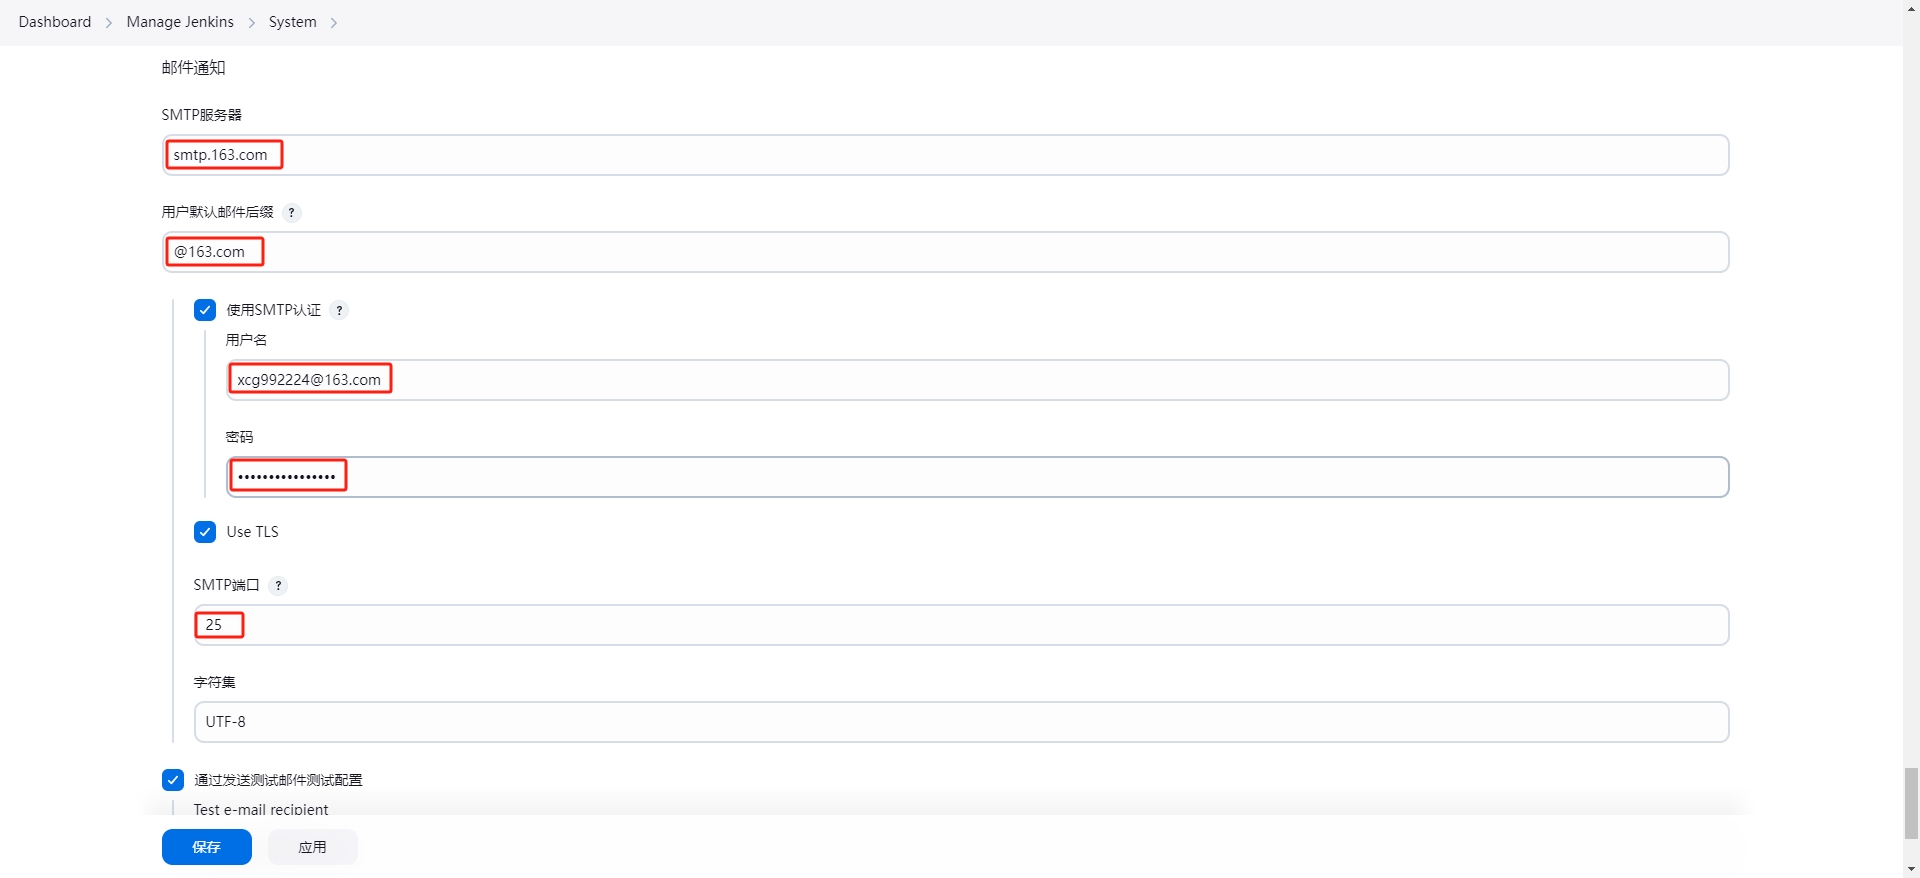 Dashboard > Manage Jenkins > System >
邮件通知
SMTP服务器
smtp.163.com
用户默认邮件后缀 ?
@163.com
使用SMTP认证 ?
用户名
xcg992224@163.com
密码
••••••••••••••••
Use TLS
SMTP端口 ?
25
字符集
UTF-8
通过发送测试邮件测试配置
Test e-mail recipient
保存 应用